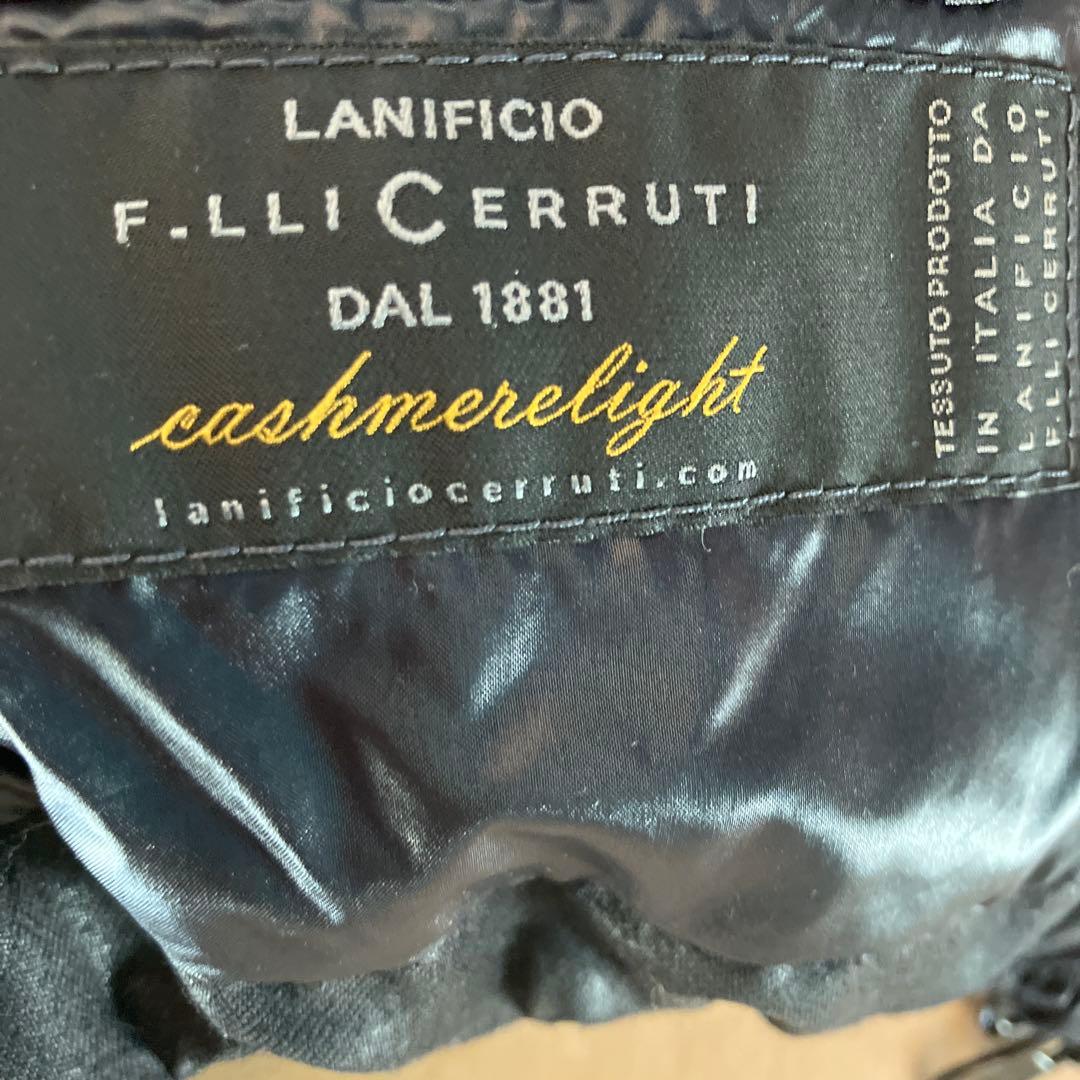 LANIFICIO
F.LLI CERRUTI
DAL 1881
cashmerelight
lanificiocerruti.com
TESSUTO PRODOTTO
IN ITALIA DA
LANIFICIO
F.LLI CERRUTI